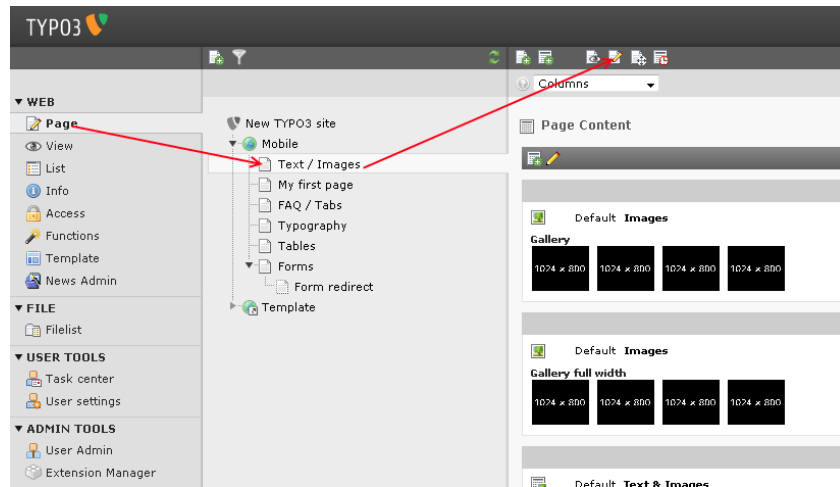 TYPO3
Columns
WEB
Page
View
List
Info
Access
Functions
Template
News Admin
FILE
Filelist
USER TOOLS
Task center
User settings
ADMIN TOOLS
User Admin
Extension Manager
New TYPO3 site
Mobile
Text / Images
My first page
FAQ / Tabs
Typography
Tables
Forms
Form redirect
Template
Page Content
Default Images
Gallery
1024 x 800 1024 x 800 1024 x 800 1024 x 800
Default Images
Gallery full width
1024 x 800 1024 x 800 1024 x 800 1024 x 800
Default Text & Images